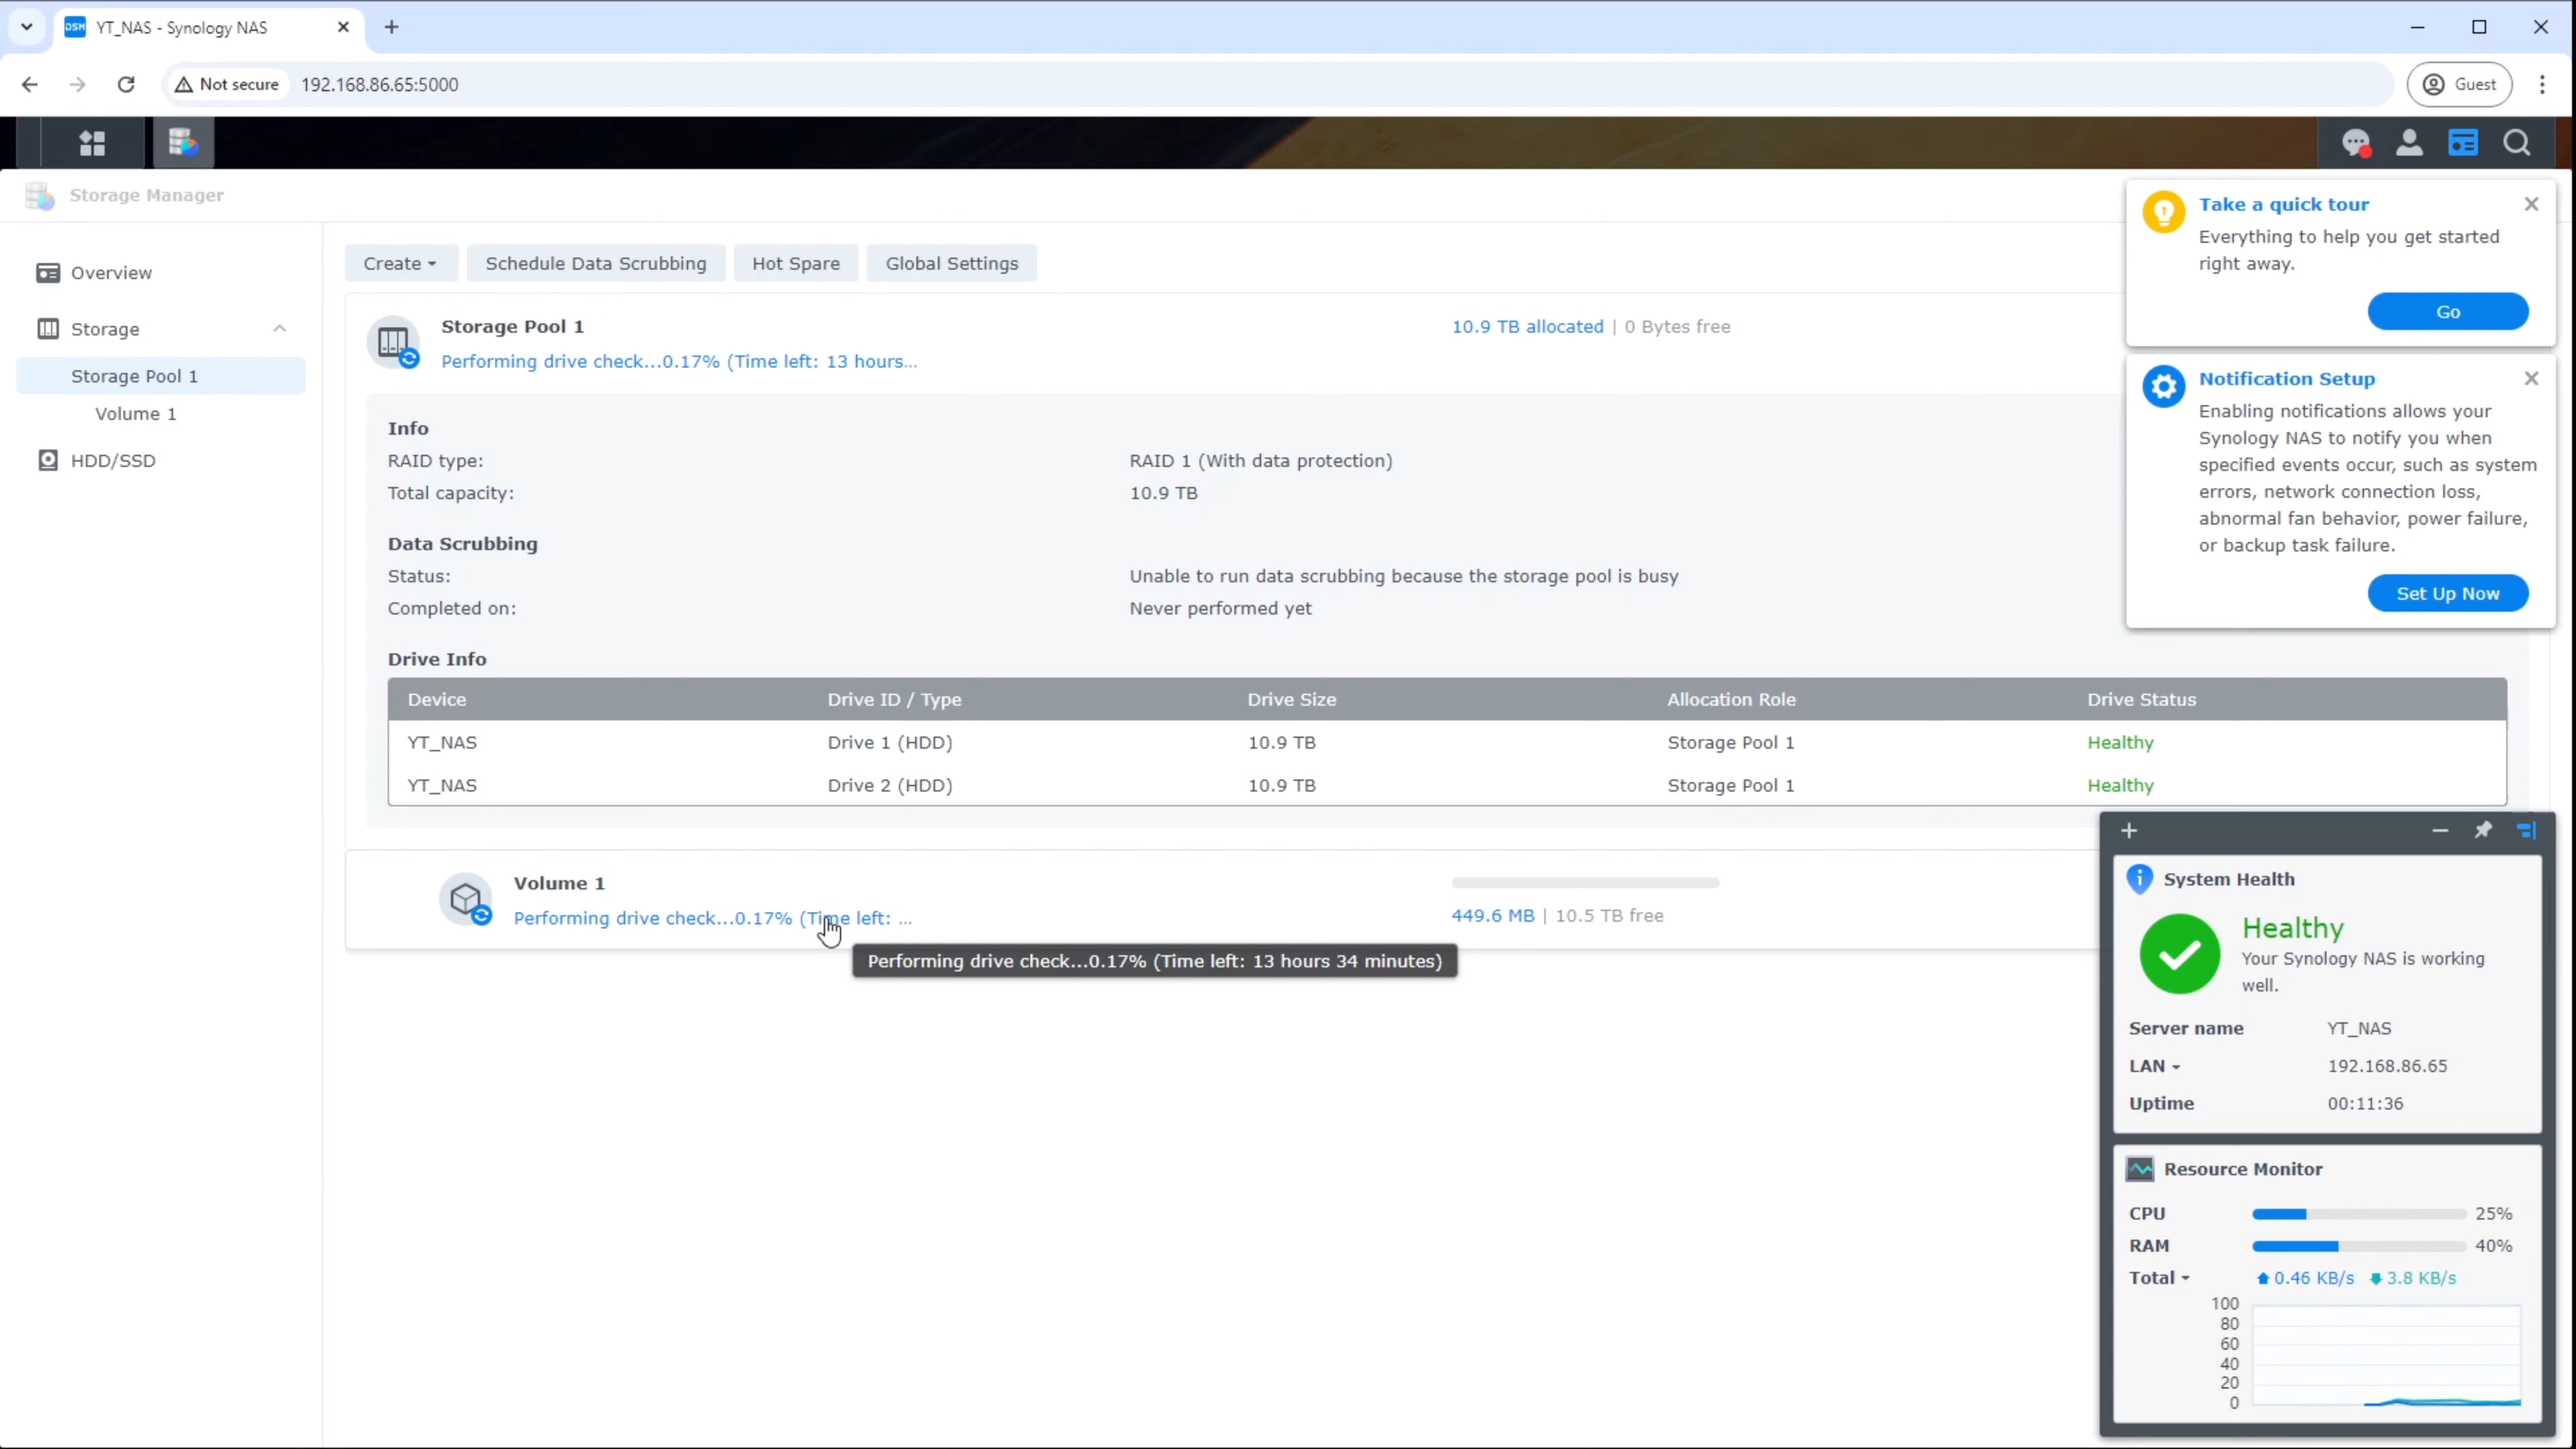 YT_NAS - Synology NAS
Not secure
192.168.86.65:5000
Guest
Storage Manager
Overview
Storage
Storage Pool 1
Volume 1
HDD/SSD
Create
Schedule Data Scrubbing
Hot Spare
Global Settings
Storage Pool 1
10.9 TB allocated | 0 Bytes free
Performing drive check...0.17% (Time left: 13 hours...
Info
RAID type: RAID 1 (With data protection)
Total capacity: 10.9 TB
Data Scrubbing
Status: Unable to run data scrubbing because the storage pool is busy
Completed on: Never performed yet
Drive Info
Device Drive ID / Type Drive Size Allocation Role Drive Status
YT_NAS Drive 1 (HDD) 10.9 TB Storage Pool 1 Healthy
YT_NAS Drive 2 (HDD) 10.9 TB Storage Pool 1 Healthy
Volume 1
Performing drive check...0.17% (Time left: ...
449.6 MB | 10.5 TB free
Performing drive check...0.17% (Time left: 13 hours 34 minutes)
Take a quick tour
Everything to help you get started
right away.
Go
Notification Setup
Enabling notifications allows your
Synology NAS to notify you when
specified events occur, such as system
errors, network connection loss,
abnormal fan behavior, power failure,
or backup task failure.
Set Up Now
System Health
Healthy
Your Synology NAS is working
well.
Server name YT_NAS
LAN 192.168.86.65
Uptime 00:11:36
Resource Monitor
CPU 25%
RAM 40%
Total 0.46 KB/s 3.8 KB/s
100
80
60
40
20
0